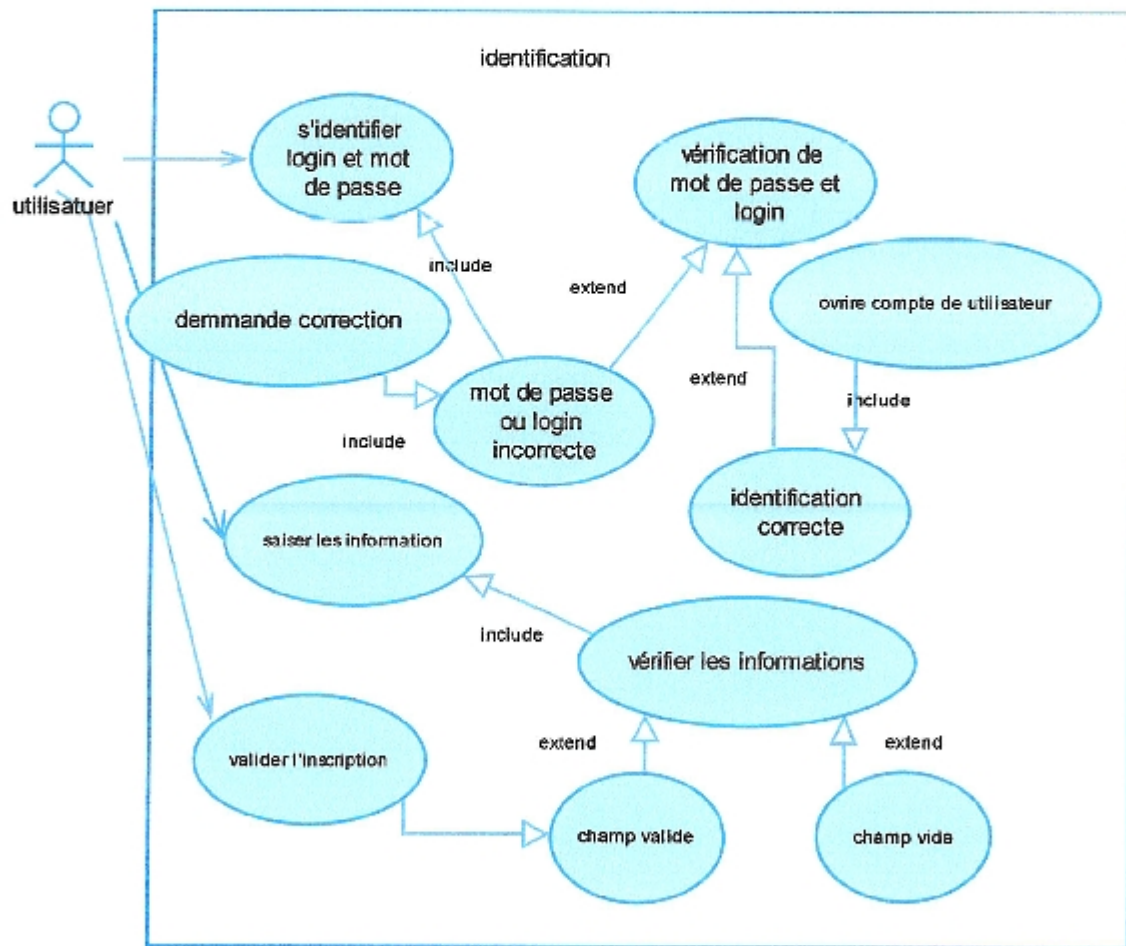 identification
utilisatuer
s'identifier
login et mot
de passe
vérification de
mot de passe et
login
include
extend
demmande correction
ovrire compte de utilisateur
extend
include
include
mot de passe
ou login
incorrecte
identification
correcte
saiser les information
include
vérifier les informations
extend
extend
valider l'inscription
champ valide
champ vide